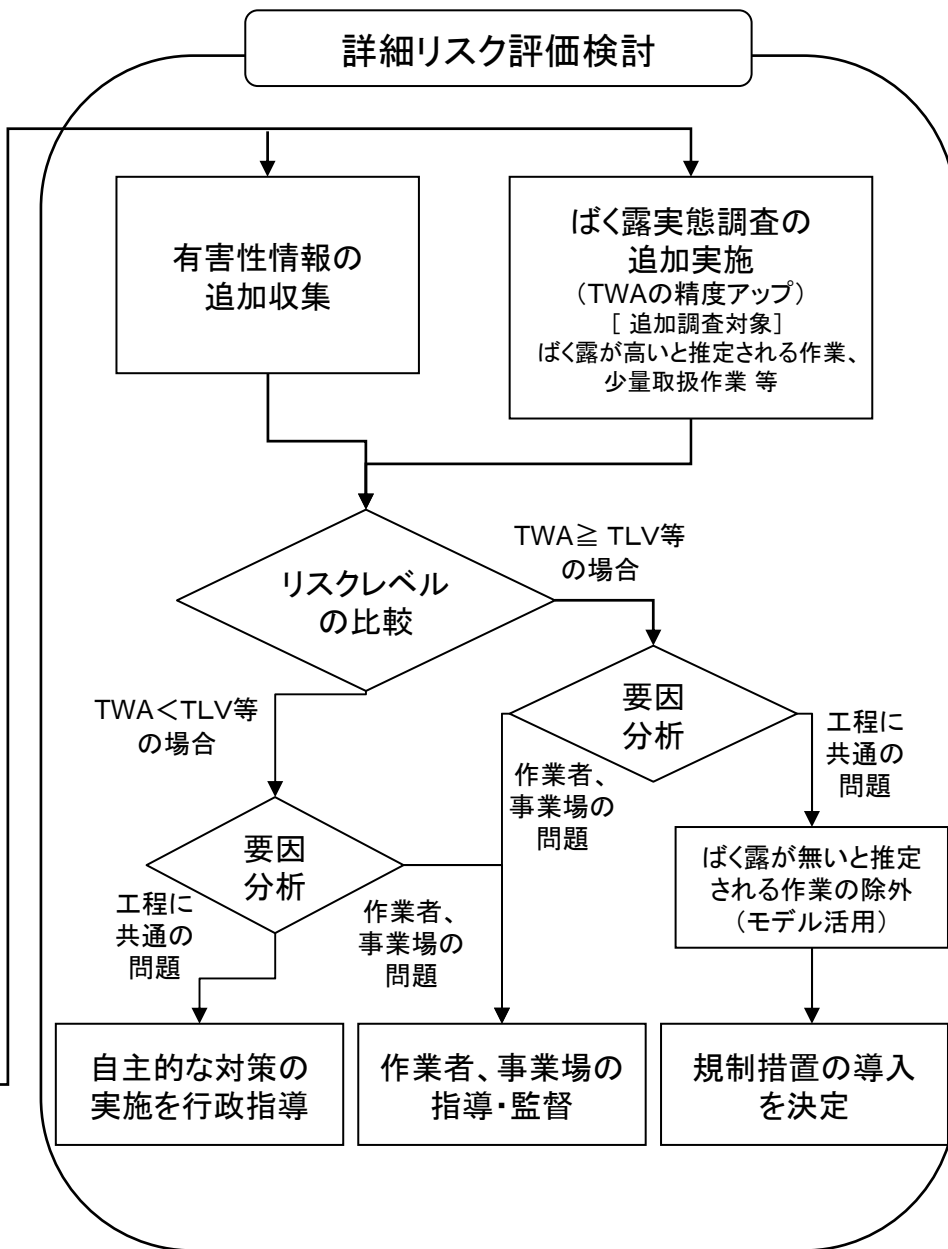 詳細リスク評価検討
有害性情報の
追加収集
ばく露実態調査の
追加実施
(TWAの精度アップ)
[ 追加調査対象]
ばく露が高いと推定される作業、
少量取扱作業 等
リスクレベル
の比較
TWA≧ TLV等
の場合
TWA<TLV等
の場合
要因
分析
工程に
共通の
問題
作業者、
事業場の
問題
要因
分析
工程に
共通の
問題
作業者、
事業場の
問題
ばく露が無いと推定
される作業の除外
(モデル活用)
自主的な対策の
実施を行政指導
作業者、事業場の
指導・監督
規制措置の導入
を決定